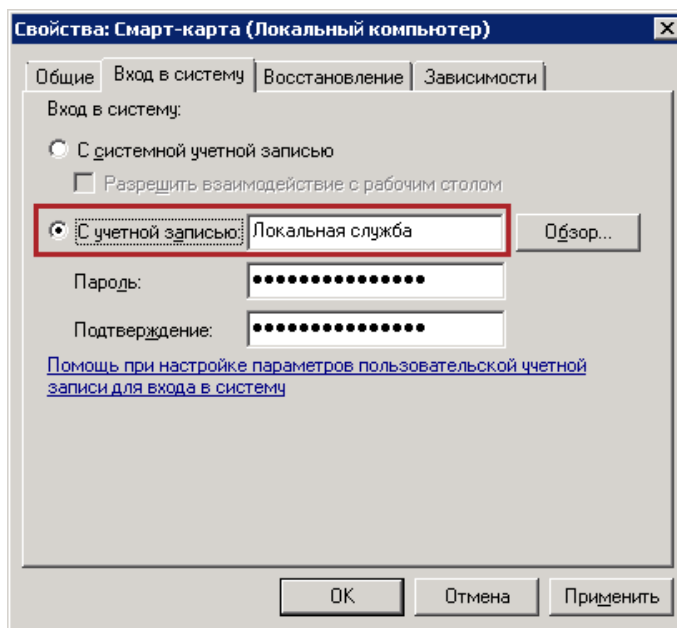 Свойства: Смарт-карта (Локальный компьютер)
Общие Вход в систему Восстановление Зависимости
Вход в систему:
С системной учетной записью
Разрешить взаимодействие с рабочим столом
С учетной записью: Локальная служба Обзор...
Пароль: ●●●●●●●●●●●●●●●
Подтверждение: ●●●●●●●●●●●●●●●
Помощь при настройке параметров пользовательской учетной
записи для входа в систему
OK Отмена Применить